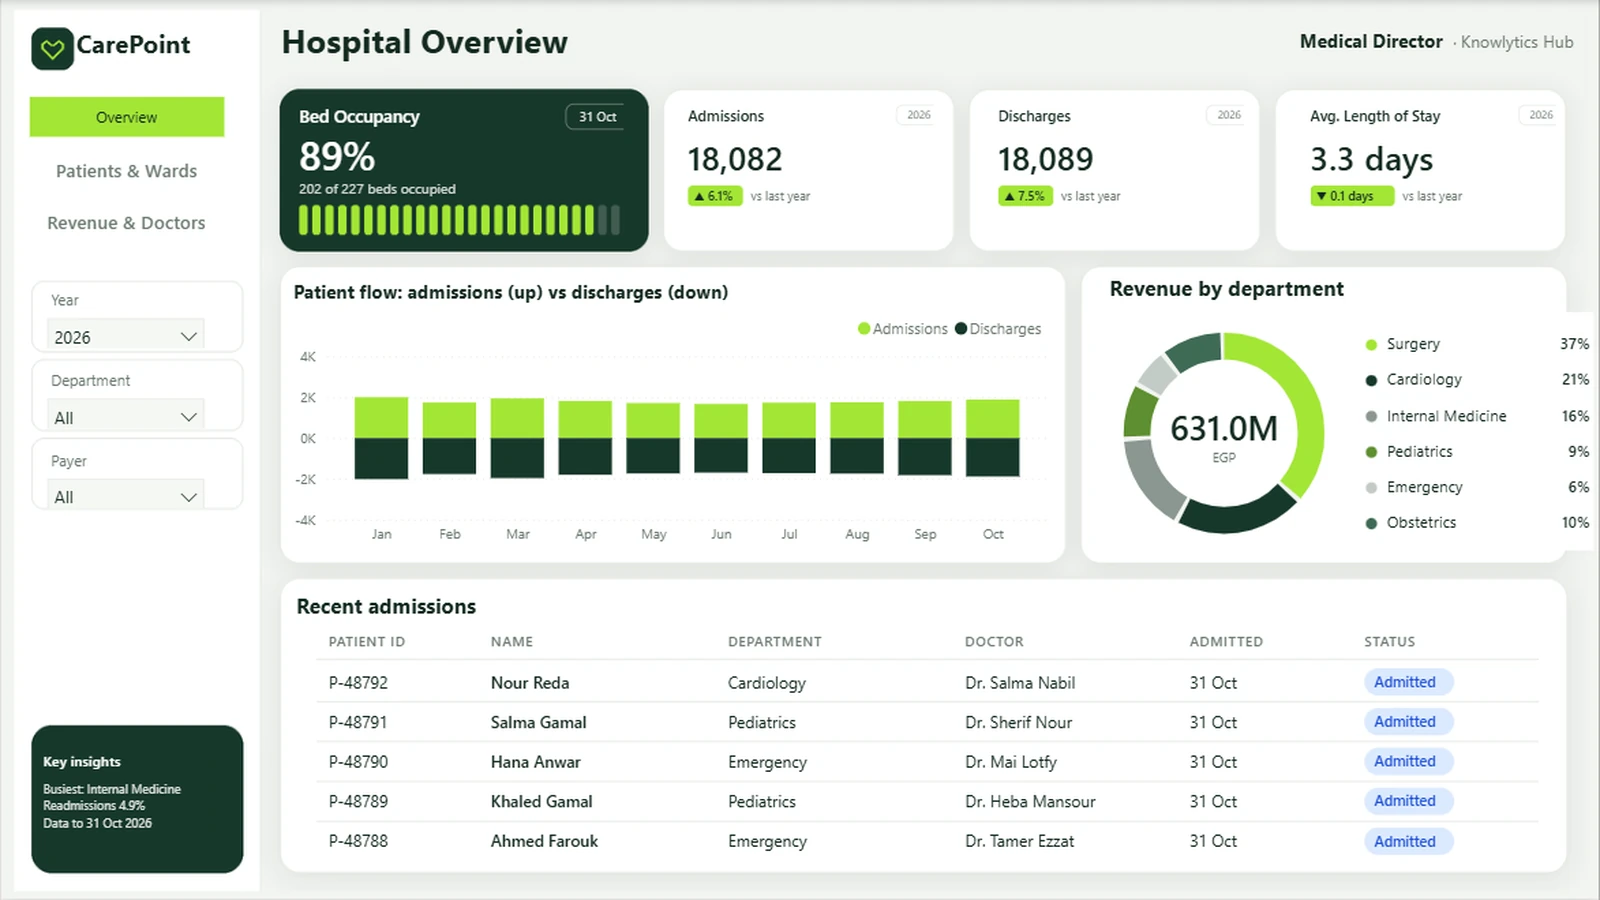 CarePoint
Overview
Patients & Wards
Revenue & Doctors
Year
2026
Department
All
Payer
All
Key insights
Busiest: Internal Medicine
Readmissions 4.9%
Data to 31 Oct 2026
Hospital Overview
Medical Director · Knowlytics Hub
Bed Occupancy
31 Oct
89%
202 of 227 beds occupied
Admissions
2026
18,082
▲ 6.1% vs last year
Discharges
2026
18,089
▲ 7.5% vs last year
Avg. Length of Stay
2026
3.3 days
▼ 0.1 days vs last year
Patient flow: admissions (up) vs discharges (down)
Admissions Discharges
4K
2K
0K
-2K
-4K
Jan Feb Mar Apr May Jun Jul Aug Sep Oct
Revenue by department
631.0M
EGP
Surgery 37%
Cardiology 21%
Internal Medicine 16%
Pediatrics 9%
Emergency 6%
Obstetrics 10%
Recent admissions
PATIENT ID NAME DEPARTMENT DOCTOR ADMITTED STATUS
P-48792 Nour Reda Cardiology Dr. Salma Nabil 31 Oct Admitted
P-48791 Salma Gamal Pediatrics Dr. Sherif Nour 31 Oct Admitted
P-48790 Hana Anwar Emergency Dr. Mai Lotfy 31 Oct Admitted
P-48789 Khaled Gamal Pediatrics Dr. Heba Mansour 31 Oct Admitted
P-48788 Ahmed Farouk Emergency Dr. Tamer Ezzat 31 Oct Admitted